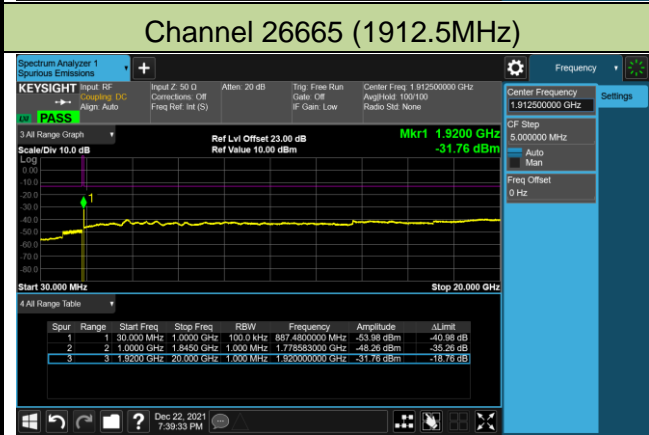 Channel 26665 (1912.5MHz)
Spectrum Analyzer 1
Spurious Emissions
+
Frequency
KEYSIGHT Input: RF Input Z: 50 Ω Atten: 20 dB Trig: Free Run Center Freq: 1.912500000 GHz
Coupling: DC Corrections: Off Gate: Off Avg|Hold: 100/100
Align: Auto Freq Ref: Int (S) IF Gain: Low Radio Std: None
PASS
Center Frequency
1.912500000 GHz
Settings
CF Step
5.000000 MHz
Auto
Man
Freq Offset
0 Hz
3 All Range Graph
Ref Lvl Offset 23.00 dB
Mkr1 1.9200 GHz
Scale/Div 10.0 dB Ref Value 10.00 dBm -31.76 dBm
Log
0.00
-10.0
-20.0
-30.0
-40.0
-50.0
-60.0
-70.0
-80.0
1
Start 30.000 MHz Stop 20.000 GHz
4 All Range Table
Spur Range Start Freq Stop Freq RBW Frequency Amplitude ΔLimit
1 1 30.000 MHz 1.0000 GHz 100.0 kHz 887.4800000 MHz -53.98 dBm -40.98 dB
2 2 1.0000 GHz 1.8450 GHz 1.000 MHz 1.778583000 GHz -48.26 dBm -35.26 dB
3 3 1.9200 GHz 20.000 GHz 1.000 MHz 1.920000000 GHz -31.76 dBm -18.76 dB
?
Dec 22, 2021
7:39:33 PM